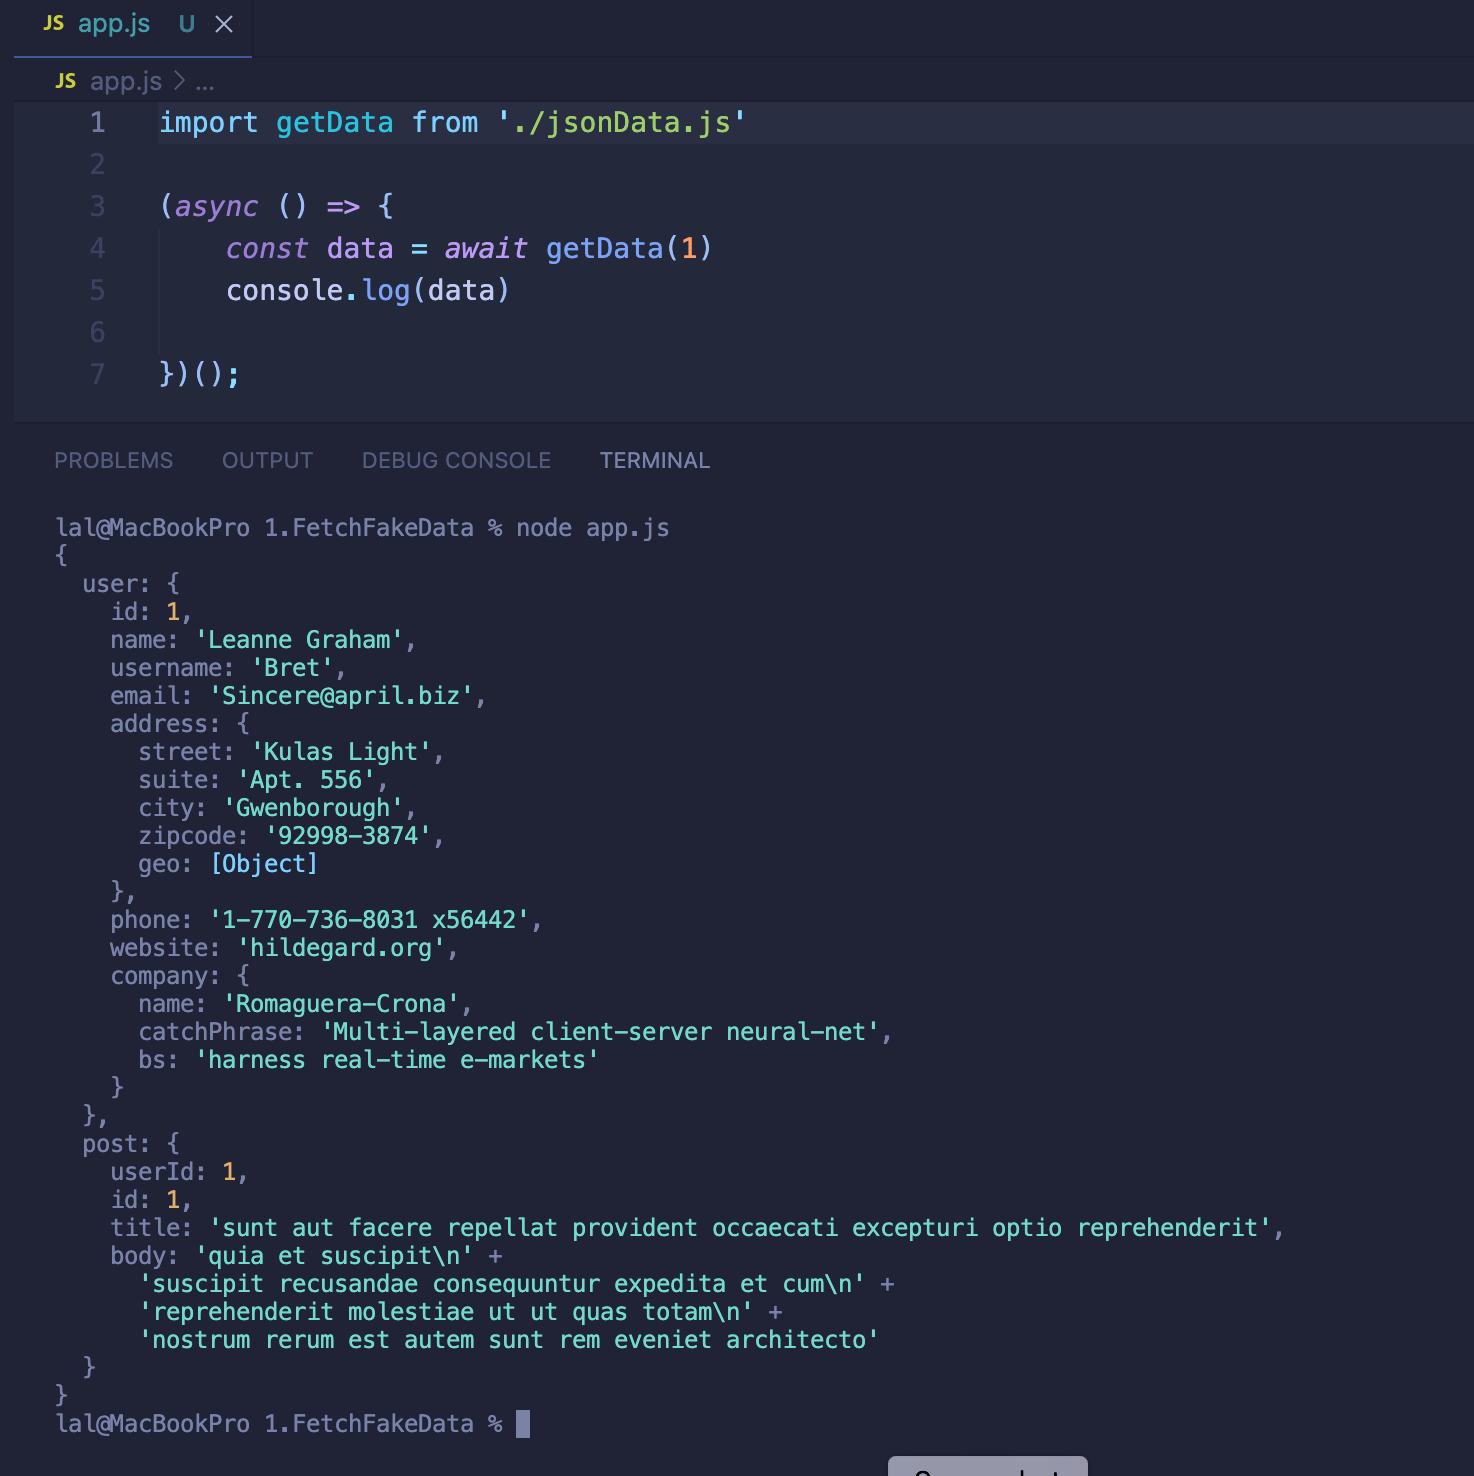 JS app.js U
JS app.js > ...
1 import getData from './jsonData.js'
2
3 (async () => {
4     const data = await getData(1)
5     console.log(data)
6
7 })();
PROBLEMS OUTPUT DEBUG CONSOLE TERMINAL
lal@MacBookPro 1.FetchFakeData % node app.js
{
  user: {
    id: 1,
    name: 'Leanne Graham',
    username: 'Bret',
    email: 'Sincere@april.biz',
    address: {
      street: 'Kulas Light',
      suite: 'Apt. 556',
      city: 'Gwenborough',
      zipcode: '92998-3874',
      geo: [Object]
    },
    phone: '1-770-736-8031 x56442',
    website: 'hildegard.org',
    company: {
      name: 'Romaguera-Crona',
      catchPhrase: 'Multi-layered client-server neural-net',
      bs: 'harness real-time e-markets'
    }
  },
  post: {
    userId: 1,
    id: 1,
    title: 'sunt aut facere repellat provident occaecati excepturi optio reprehenderit',
    body: 'quia et suscipit\n' +
      'suscipit recusandae consequuntur expedita et cum\n' +
      'reprehenderit molestiae ut ut quas totam\n' +
      'nostrum rerum est autem sunt rem eveniet architecto'
  }
}
lal@MacBookPro 1.FetchFakeData %